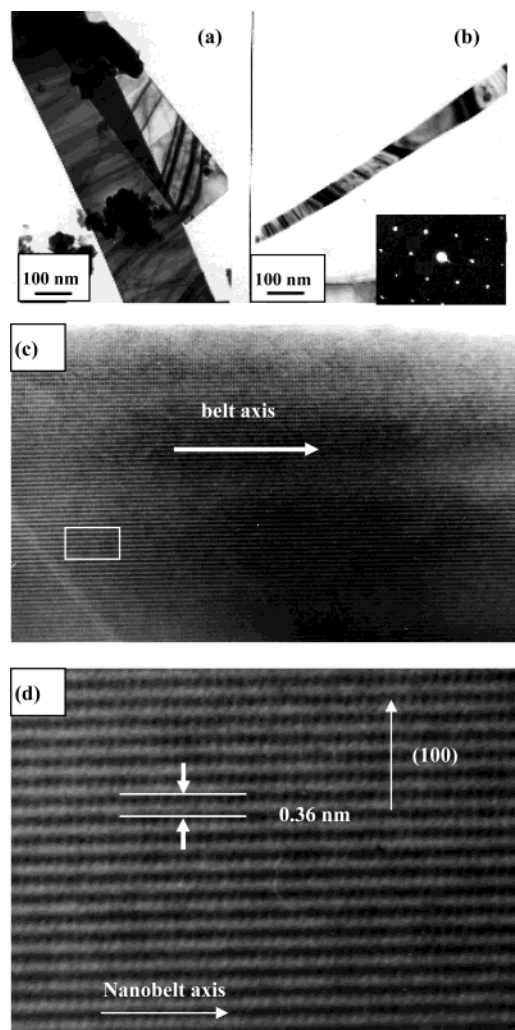 (a)
(b)
100 nm
100 nm
(c)
belt axis
(d)
(100)
0.36 nm
Nanobelt axis